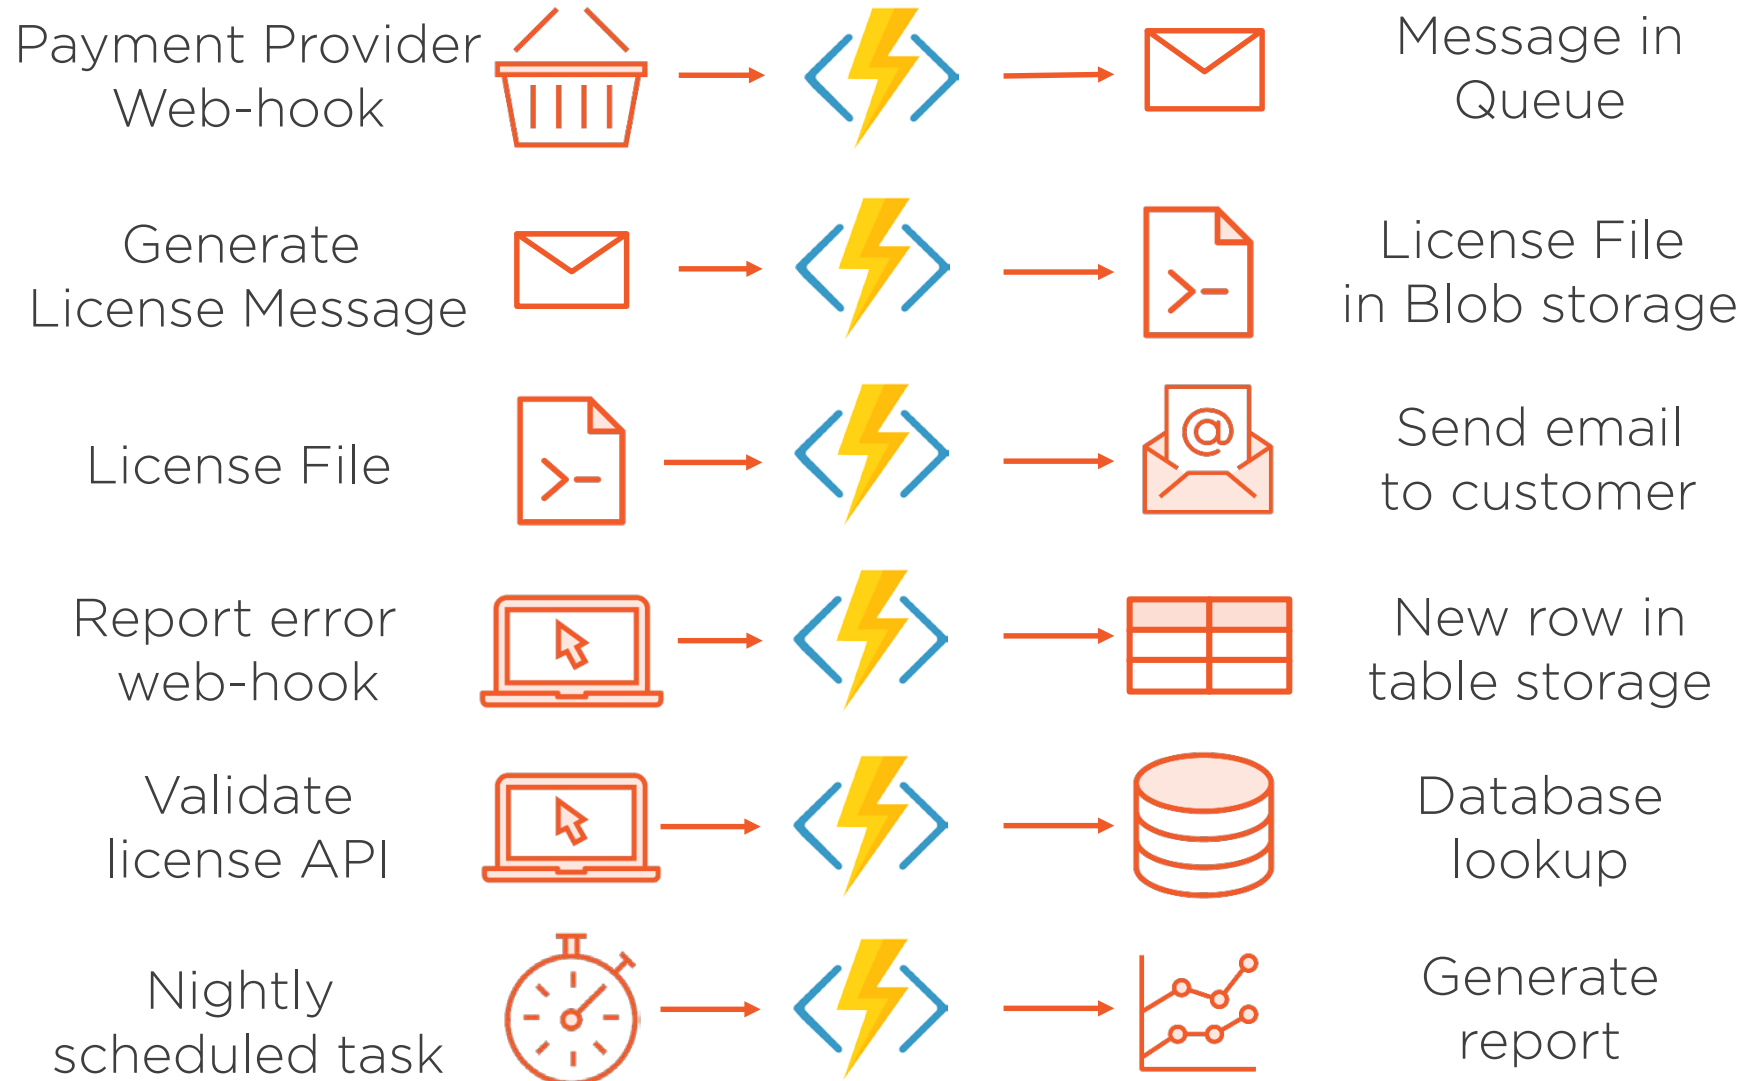 Payment Provider
Web-hook
Message in
Queue
Generate
License Message
License File
in Blob storage
License File
Send email
to customer
Report error
web-hook
New row in
table storage
Validate
license API
Database
lookup
Nightly
scheduled task
Generate
report